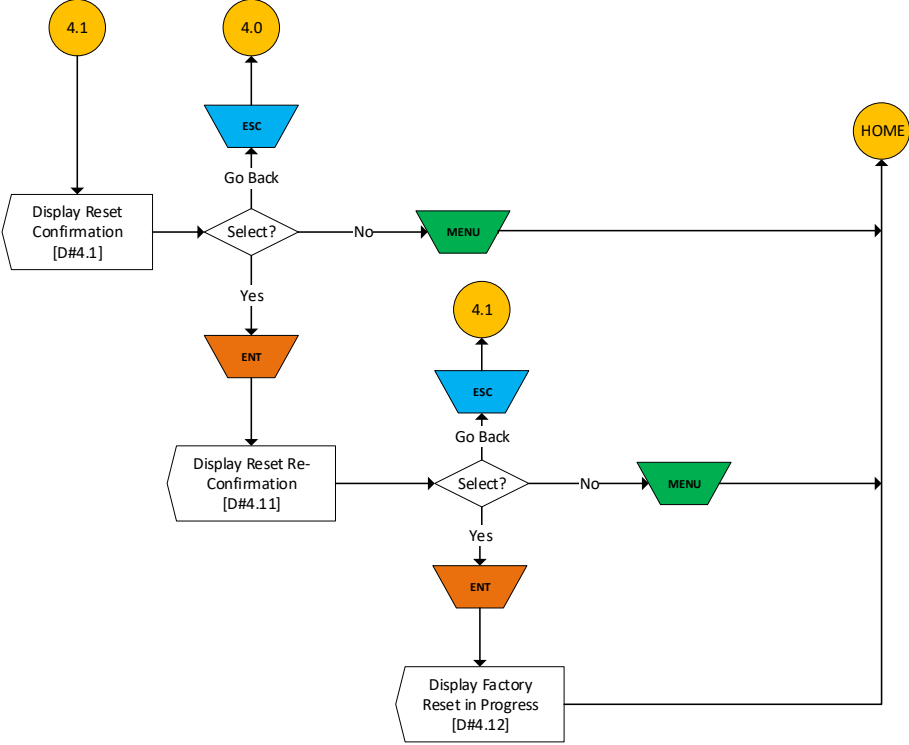 4.1
4.0
ESC
HOME
Go Back
Display Reset
Confirmation
[D#4.1]
Select?
No
MENU
Yes
4.1
ENT
ESC
Go Back
Display Reset Re-
Confirmation
[D#4.11]
Select?
No
MENU
Yes
ENT
Display Factory
Reset in Progress
[D#4.12]